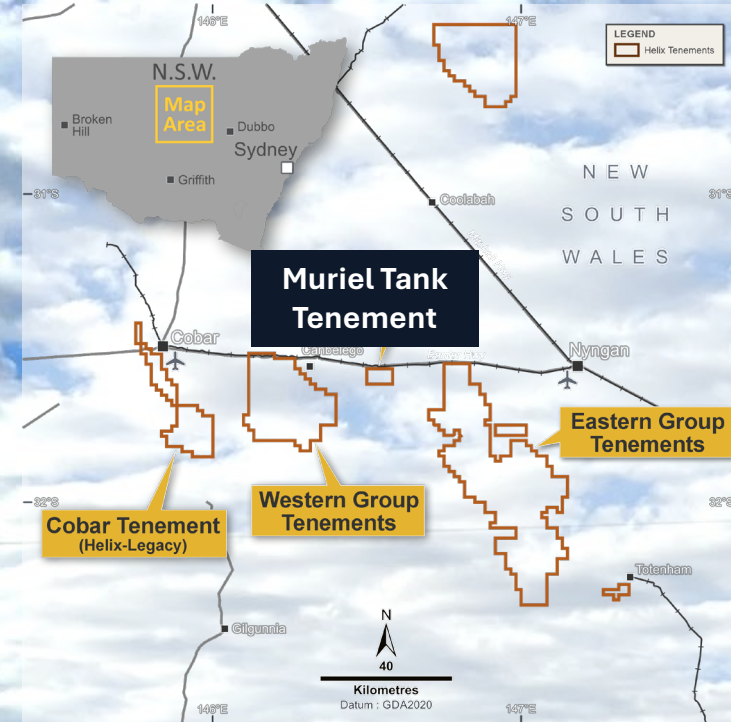 146°E
147°E
LEGEND
Helix Tenements
N.S.W.
Map
Area
Broken
Hill
Dubbo
Sydney
Griffith
31°S
31°S
Coolabah
NEW
SOUTH
WALES
Muriel Tank
Tenement
Cobar
Canbelego
Nyngan
Eastern Group
Tenements
Western Group
Tenements
Cobar Tenement
(Helix-Legacy)
32°S
32°S
Tottenham
Gilgunnia
N
40
Kilometres
Datum : GDA2020
146°E
147°E